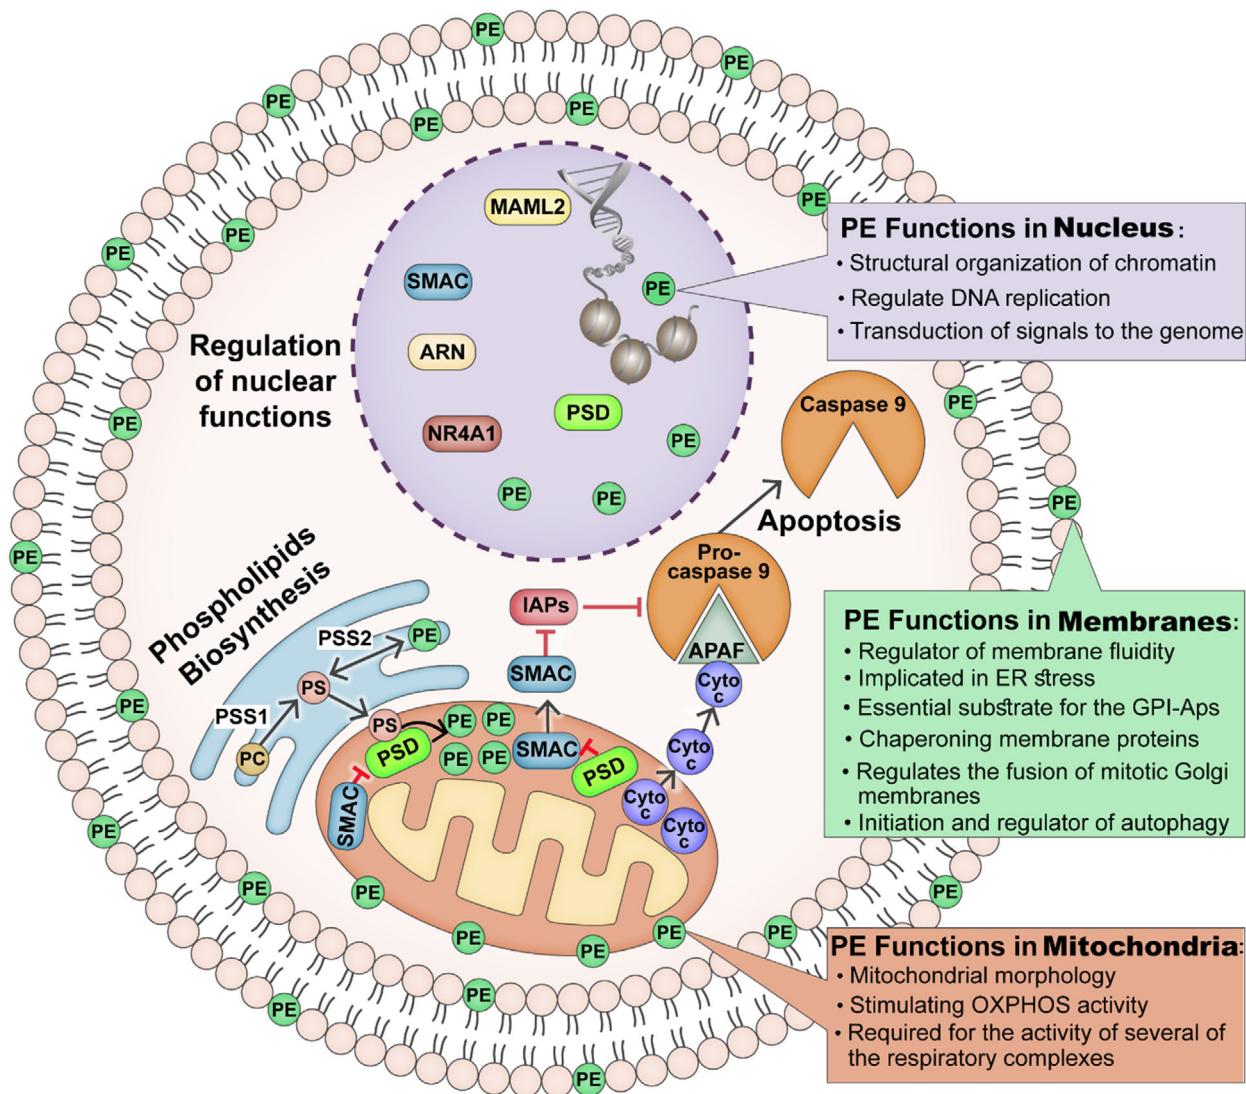 PE
PE
PE
PE
PE
PE
PE
PE
PE
PE
MAML2
SMAC
ARN
NR4A1
PSD
PE
PE
PE
PE
PE Functions in Nucleus:
• Structural organization of chromatin
• Regulate DNA replication
• Transduction of signals to the genome
Regulation
of nuclear
functions
PE
Caspase 9
Apoptosis
PE
Pro-
caspase 9
APAF
IAPs
SMAC
Phospholipids
Biosynthesis
PSS2
PE
PS
PSS1
PC
PS
PSD
PE
PE
PE
PE
SMAC
SMAC
PSD
Cyto
c
Cyto
c
Cyto
c
Cyto
c
PE Functions in Membranes:
• Regulator of membrane fluidity
• Implicated in ER stress
• Essential substrate for the GPI-Aps
• Chaperoning membrane proteins
• Regulates the fusion of mitotic Golgi
membranes
• Initiation and regulator of autophagy
PE
PE
PE
PE
PE
PE
PE
PE
PE
PE
PE
PE
PE
PE Functions in Mitochondria:
• Mitochondrial morphology
• Stimulating OXPHOS activity
• Required for the activity of several of
the respiratory complexes